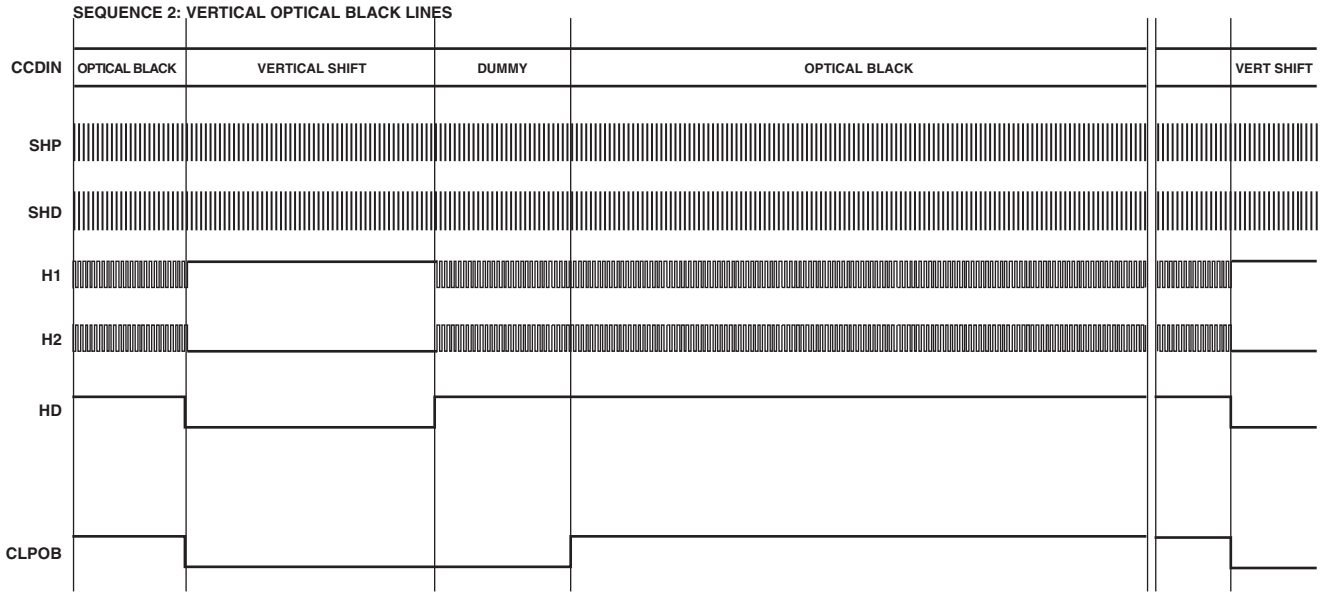 SEQUENCE 2: VERTICAL OPTICAL BLACK LINES
CCDIN OPTICAL BLACK VERTICAL SHIFT DUMMY OPTICAL BLACK VERT SHIFT
SHP
SHD
H1
H2
HD
CLPOB